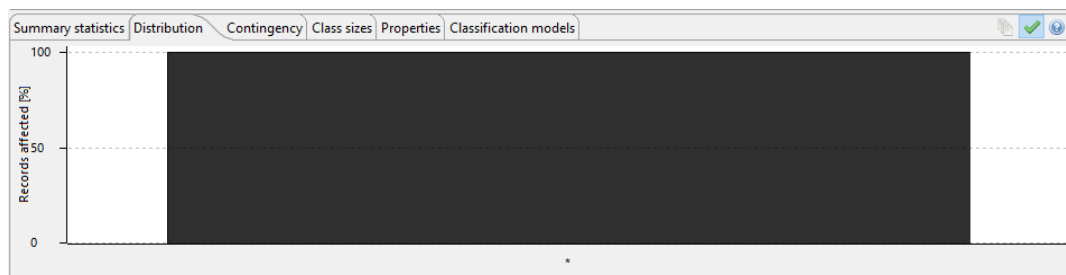 Summary statistics Distribution Contingency Class sizes Properties Classification models
100
Records affected [%]
50
0
*